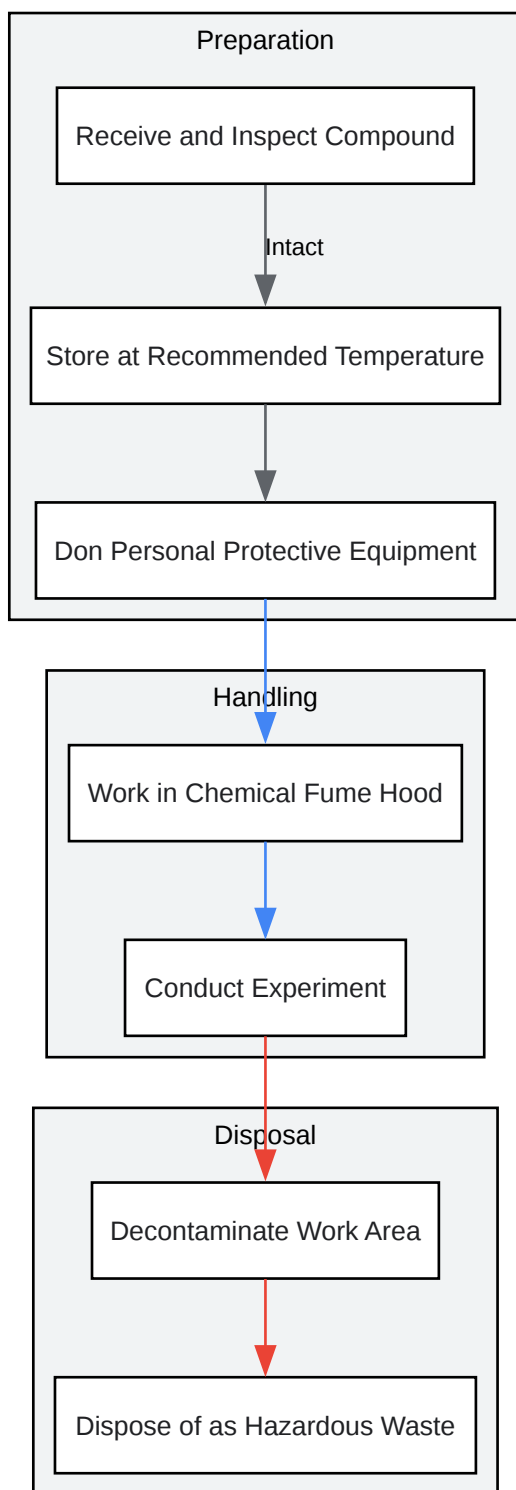 Preparation
Receive and Inspect Compound
Intact
Store at Recommended Temperature
Don Personal Protective Equipment
Handling
Work in Chemical Fume Hood
Conduct Experiment
Disposal
Decontaminate Work Area
Dispose of as Hazardous Waste